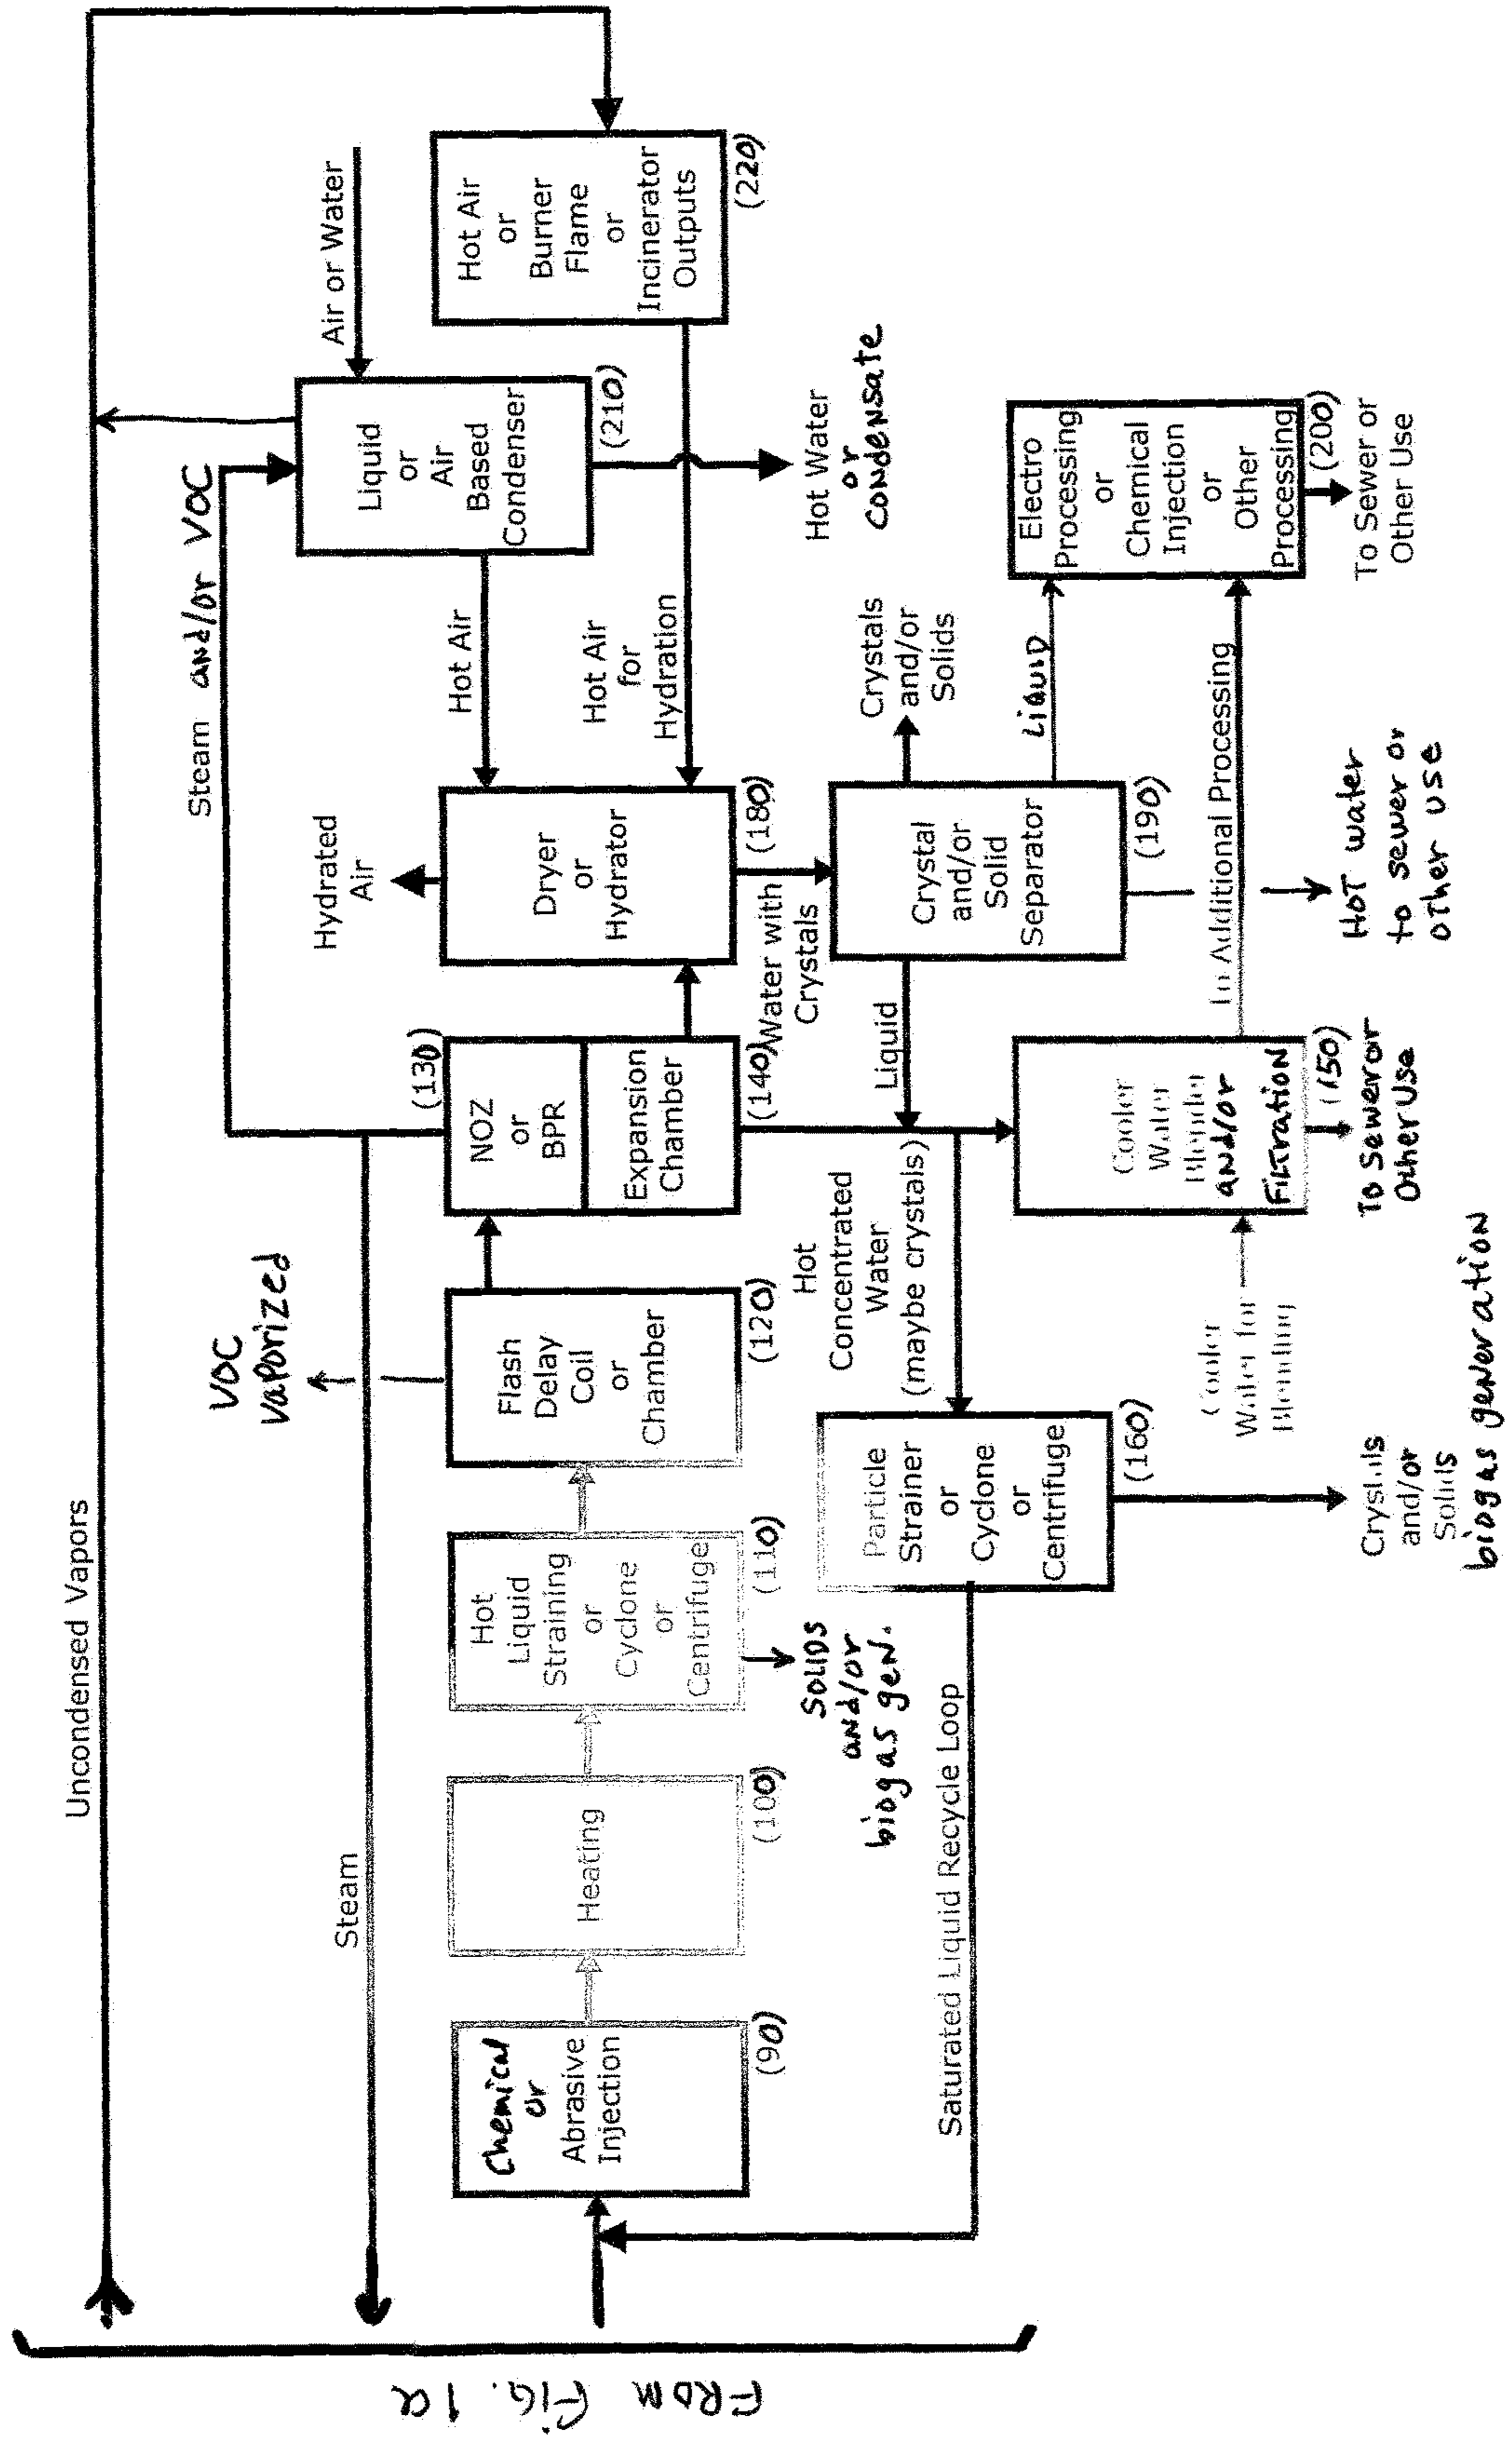 FROM FIG. 1a
Uncondensed Vapors
Steam
Steam and/or VOC
VOC
Vaporized
Chemical
or
Abrasive
Injection
(90)
Heating
(100)
Hot
Liquid
Straining
or
Cyclone
or
Centrifuge
(110)
SOLIDS
and/or
biogas gen.
Flash
Delay
Coil
or
Chamber
(120)
NOZ
or
BPR
(130)
Expansion
Chamber
(140)
Hydrated
Air
Dryer
or
Hydrator
(180)
Hot Air
Hot Air
for
Hydration
Liquid
or
Air
Based
Condenser
(210)
Air or Water
Hot Water
or
CONDENSATE
Hot Air
or
Burner
Flame
or
Incinerator
Outputs
(220)
Saturated Liquid Recycle Loop
Particle
Strainer
or
Cyclone
or
Centrifuge
(160)
Crystals
and/or
Solids
biogas generation
Hot
Concentrated
Water
(maybe crystals)
Water with
Crystals
Liquid
Crystal
and/or
Solid
Separator
(190)
Crystals
and/or
Solids
LIQUID
HOT water
to sewer or
other use
Cooler
Water for
Blending
Cooler
Water
Blender
and/or
FILTRATION
(150)
To Sewer or
Other Use
To Additional Processing
Electro
Processing
or
Chemical
Injection
or
Other
Processing
(200)
To Sewer or
Other Use